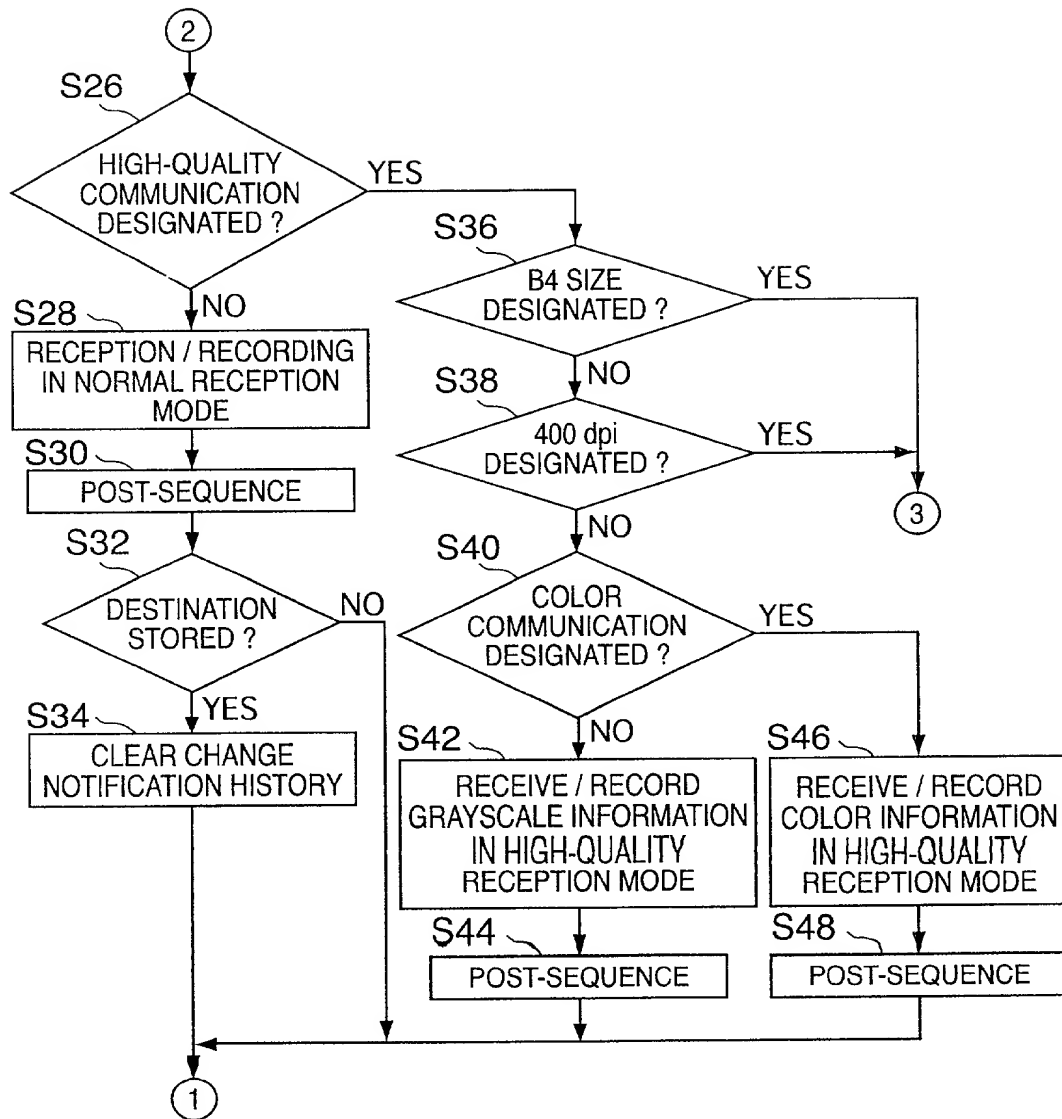 2
S26
HIGH-QUALITY
COMMUNICATION
DESIGNATED ?
YES
NO
S28
RECEPTION / RECORDING
IN NORMAL RECEPTION
MODE
S30
POST-SEQUENCE
S32
DESTINATION
STORED ?
NO
YES
S34
CLEAR CHANGE
NOTIFICATION HISTORY
S36
B4 SIZE
DESIGNATED ?
YES
NO
S38
400 dpi
DESIGNATED ?
YES
3
NO
S40
COLOR
COMMUNICATION
DESIGNATED ?
YES
NO
S42
RECEIVE / RECORD
GRAYSCALE INFORMATION
IN HIGH-QUALITY
RECEPTION MODE
S44
POST-SEQUENCE
S46
RECEIVE / RECORD
COLOR INFORMATION
IN HIGH-QUALITY
RECEPTION MODE
S48
POST-SEQUENCE
1